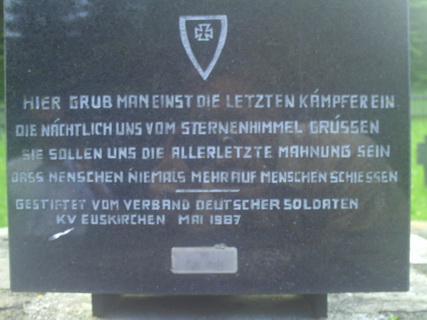 HIER GRUB MAN EINST DIE LETZTEN KÄMPFER EIN
DIE NÄCHTLICH UNS VOM STERNENHIMMEL GRÜSSEN
SIE SOLLEN UNS DIE ALLERLETZTE MAHNUNG SEIN
DASS MENSCHEN NIEMALS MEHR AUF MENSCHEN SCHIESSEN
GESTIFTET VOM VERBAND DEUTSCHER SOLDATEN
KV EUSKIRCHEN MAI 1987